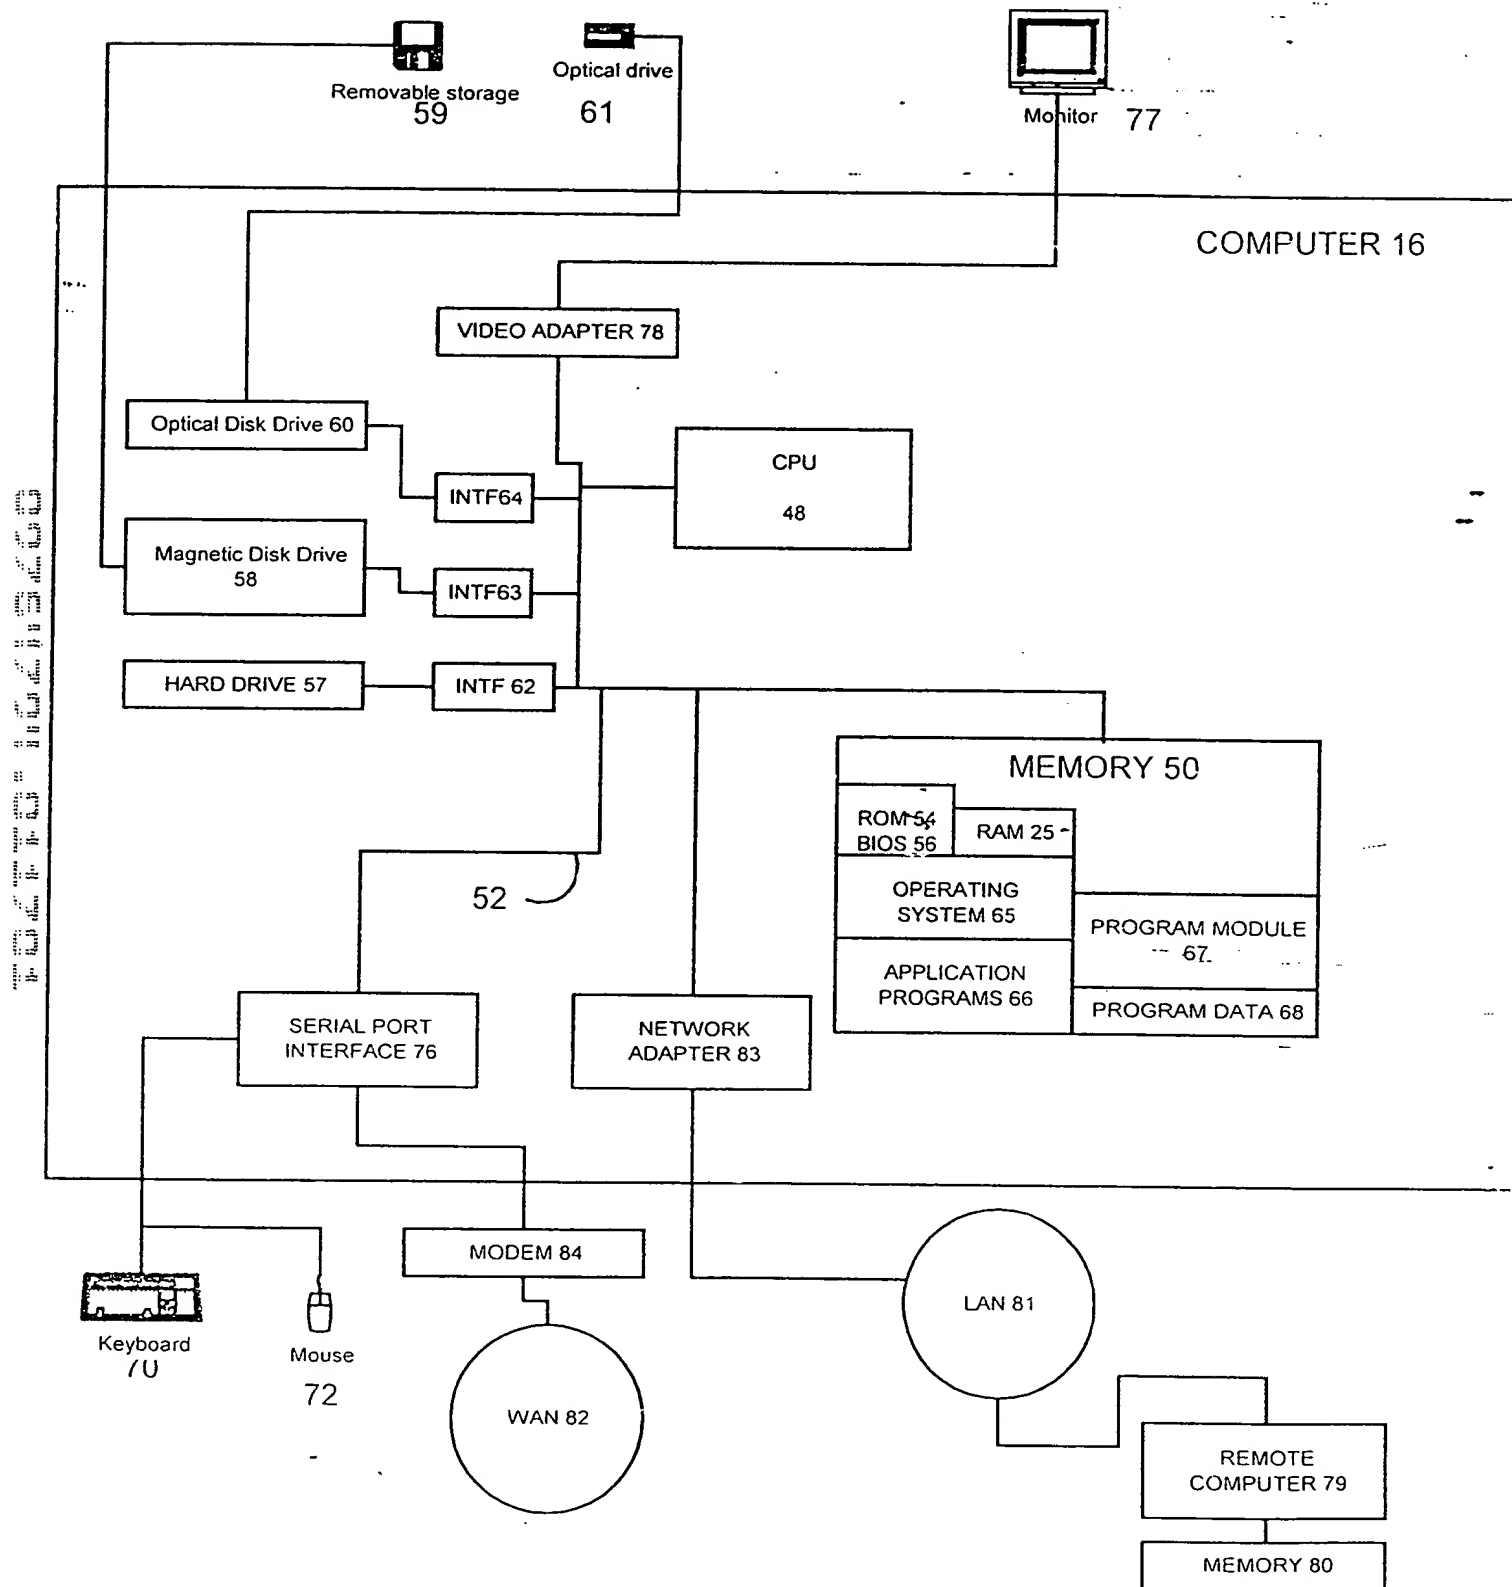 Removable storage
59
Optical drive
61
Monitor 77
COMPUTER 16
VIDEO ADAPTER 78
Optical Disk Drive 60
CPU
48
INTF64
Magnetic Disk Drive
58
INTF63
HARD DRIVE 57
INTF 62
MEMORY 50
ROM 54
BIOS 56
RAM 25
OPERATING
SYSTEM 65
PROGRAM MODULE
67
APPLICATION
PROGRAMS 66
PROGRAM DATA 68
52
SERIAL PORT
INTERFACE 76
NETWORK
ADAPTER 83
MODEM 84
LAN 81
Keyboard
70
Mouse
72
WAN 82
REMOTE
COMPUTER 79
MEMORY 80